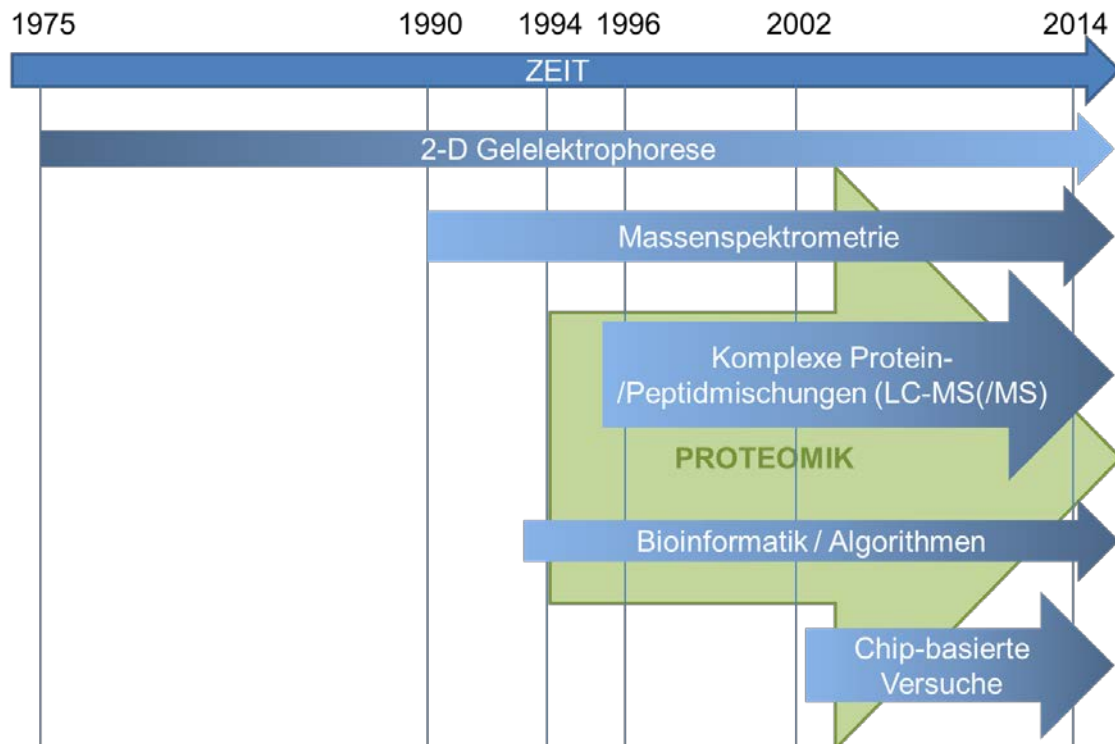 1975 1990 1994 1996 2002 2014
ZEIT
2-D Gelelektrophorese
Massenspektrometrie
Komplexe Protein-
/Peptidmischungen (LC-MS(/MS)
PROTEOMIK
Bioinformatik / Algorithmen
Chip-basierte
Versuche